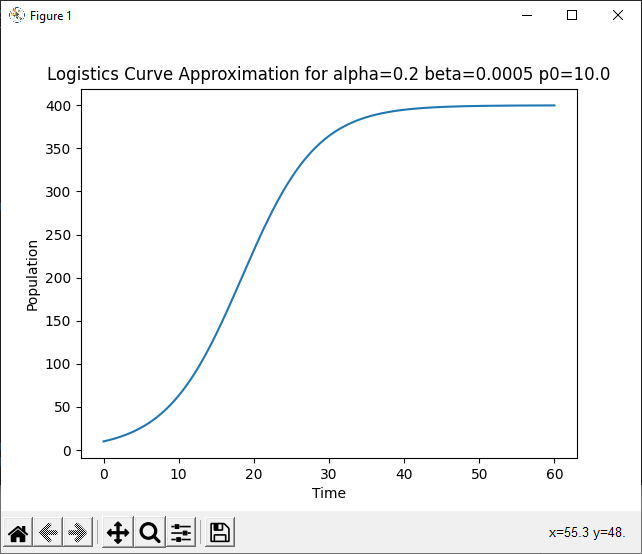 Figure 1
Logistics Curve Approximation for alpha=0.2 beta=0.0005 p0=10.0
400
350
300
250
200
150
100
50
0
Population
0 10 20 30 40 50 60
Time
x=55.3 y=48.